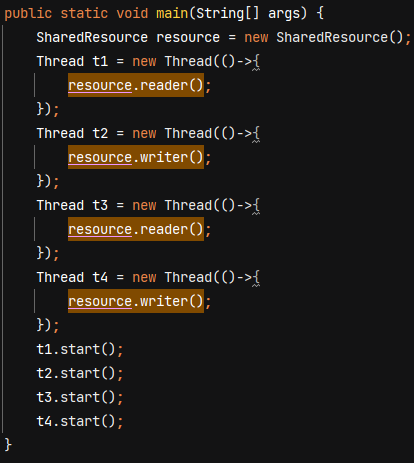 public static void main(String[] args) {
    SharedResource resource = new SharedResource();
    Thread t1 = new Thread(()->{
        resource.reader();
    });
    Thread t2 = new Thread(()->{
        resource.writer();
    });
    Thread t3 = new Thread(()->{
        resource.reader();
    });
    Thread t4 = new Thread(()->{
        resource.writer();
    });
    t1.start();
    t2.start();
    t3.start();
    t4.start();
}